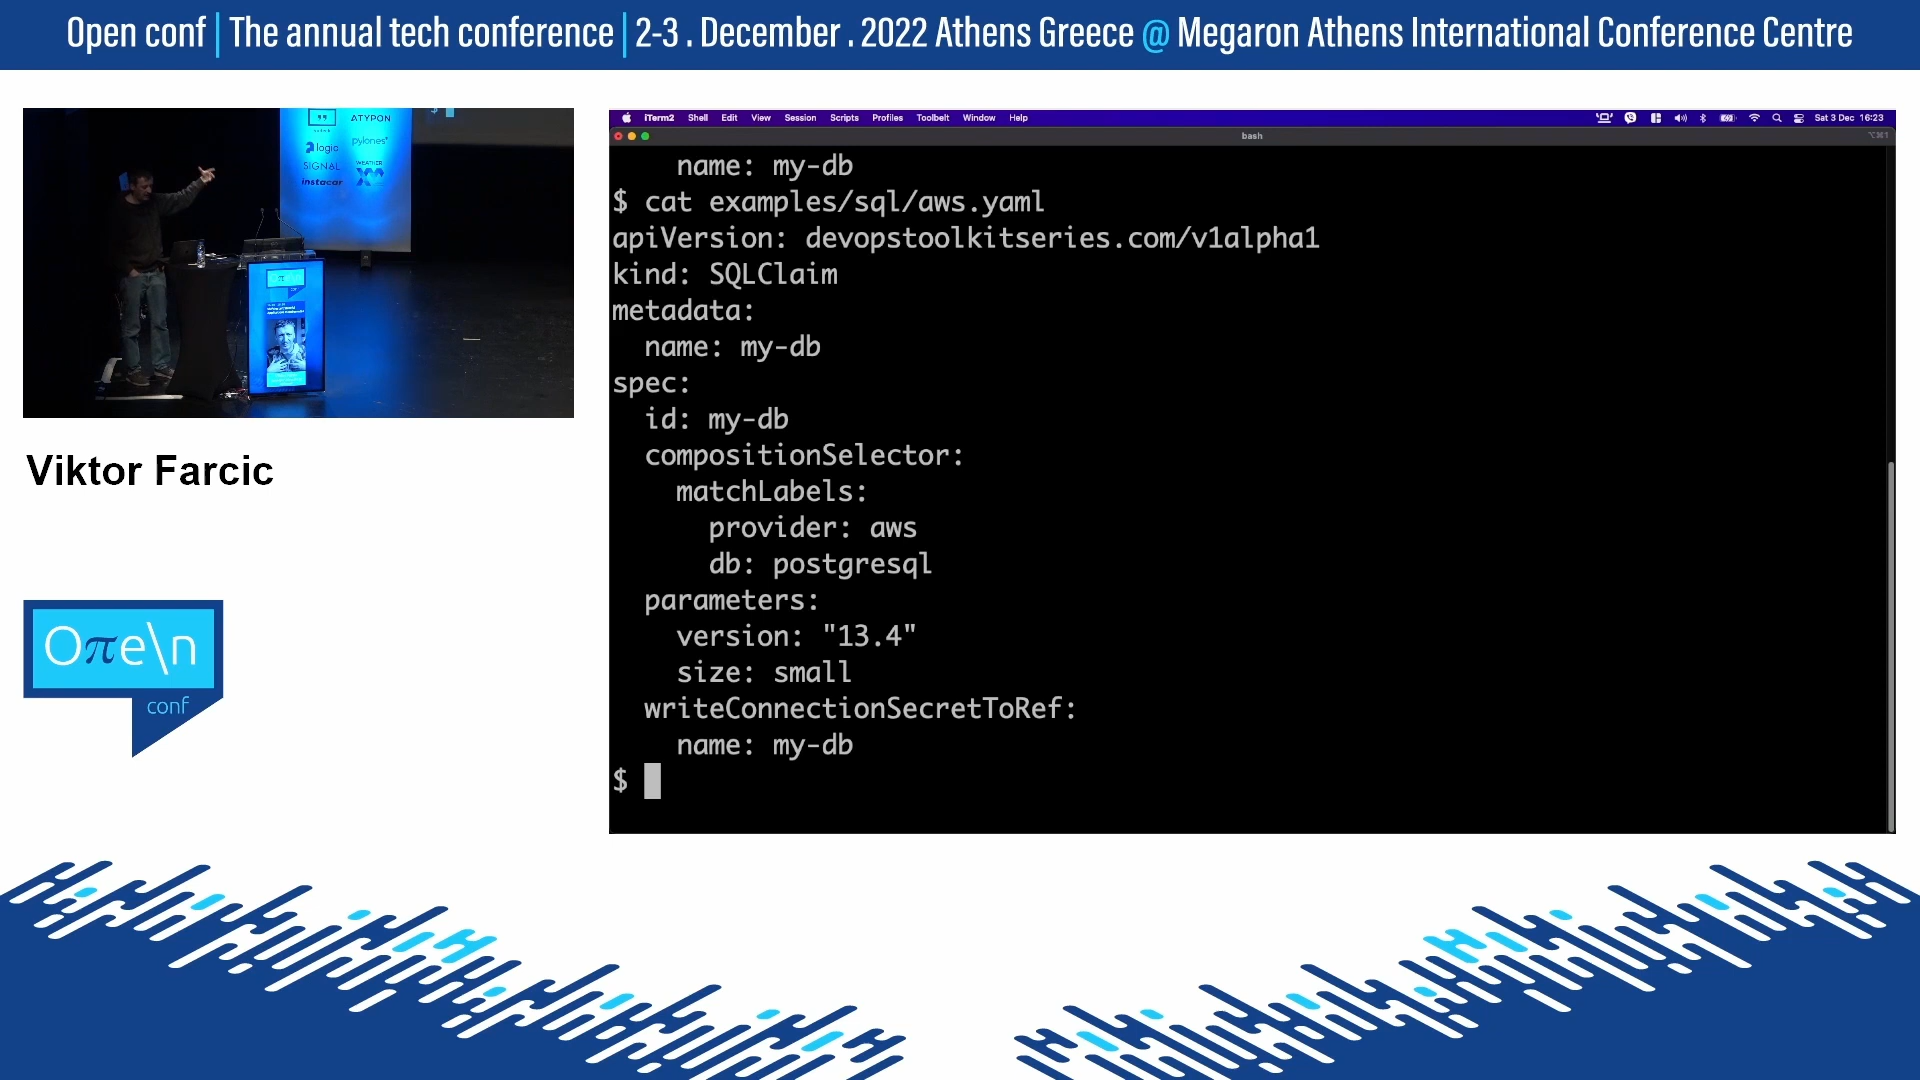 Open conf | The annual tech conference | 2-3 . December . 2022 Athens Greece @ Megaron Athens International Conference Centre
ATYPON
logic
pylones
SIGNAL
WEATHER
instacar
Viktor Farcic
Oπe\n
conf
iTerm2 Shell Edit View Session Scripts Profiles Toolbelt Window Help
Sat 3 Dec 16:23
bash
⌥⌘1
name: my-db
$ cat examples/sql/aws.yaml
apiVersion: devopstoolkitseries.com/v1alpha1
kind: SQLClaim
metadata:
  name: my-db
spec:
  id: my-db
  compositionSelector:
    matchLabels:
      provider: aws
      db: postgresql
  parameters:
    version: "13.4"
    size: small
  writeConnectionSecretToRef:
    name: my-db
$